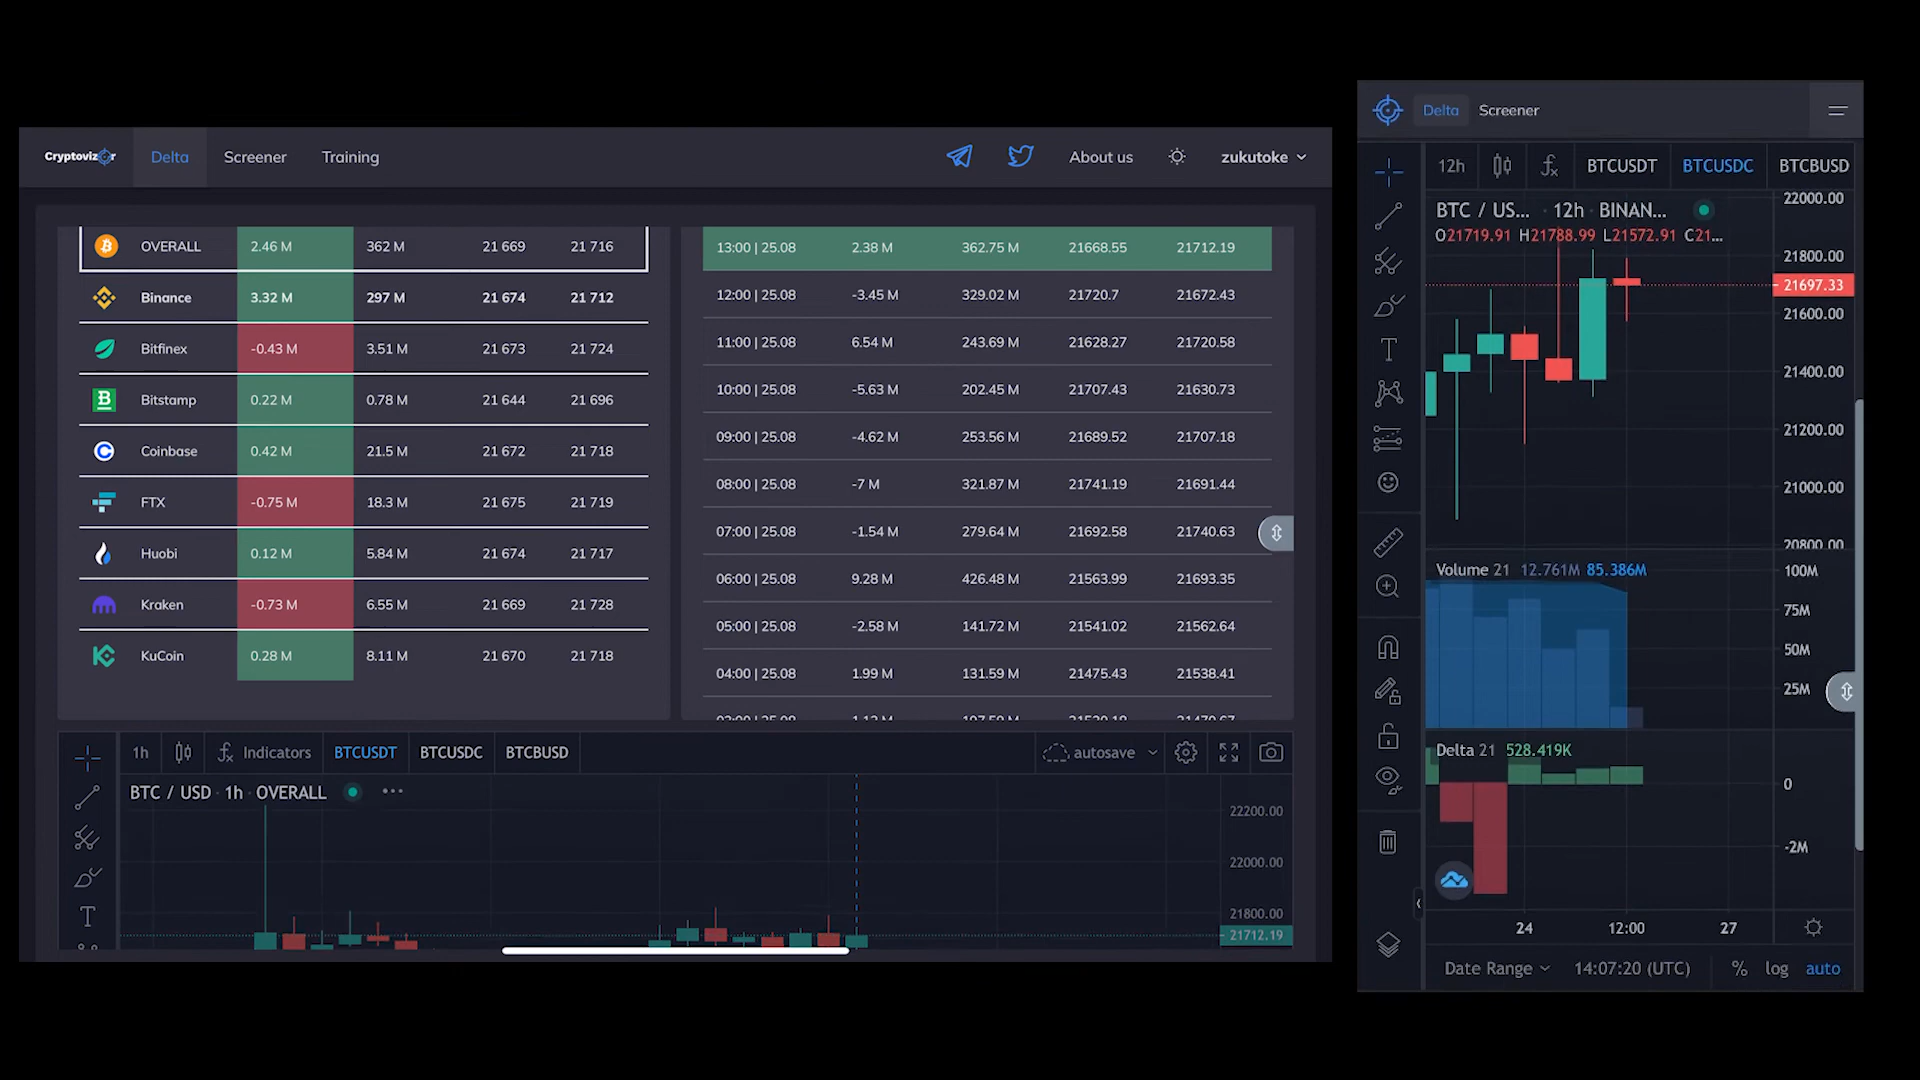 Cryptovizor Delta Screener Training About us zukutoke
OVERALL 2.46 M 362 M 21 669 21 716
Binance 3.32 M 297 M 21 674 21 712
Bitfinex -0.43 M 3.51 M 21 673 21 724
Bitstamp 0.22 M 0.78 M 21 644 21 696
Coinbase 0.42 M 21.5 M 21 672 21 718
FTX -0.75 M 18.3 M 21 675 21 719
Huobi 0.12 M 5.84 M 21 674 21 717
Kraken -0.73 M 6.55 M 21 669 21 728
KuCoin 0.28 M 8.11 M 21 670 21 718
13:00 | 25.08 2.38 M 362.75 M 21668.55 21712.19
12:00 | 25.08 -3.45 M 329.02 M 21720.7 21672.43
11:00 | 25.08 6.54 M 243.69 M 21628.27 21720.58
10:00 | 25.08 -5.63 M 202.45 M 21707.43 21630.73
09:00 | 25.08 -4.62 M 253.56 M 21689.52 21707.18
08:00 | 25.08 -7 M 321.87 M 21741.19 21691.44
07:00 | 25.08 -1.54 M 279.64 M 21692.58 21740.63
06:00 | 25.08 9.28 M 426.48 M 21563.99 21693.35
05:00 | 25.08 -2.58 M 141.72 M 21541.02 21562.64
04:00 | 25.08 1.99 M 131.59 M 21475.43 21538.41
1h Indicators BTCUSDT BTCUSDC BTCBUSD autosave
BTC / USD · 1h · OVERALL
22200.00
22000.00
21800.00
21712.19
Delta Screener
12h BTCUSDT BTCUSDC BTCBUSD
BTC / US... · 12h · BINAN...
O21719.91 H21788.99 L21572.91 C21...
22000.00
21800.00
21697.33
21600.00
21400.00
21200.00
21000.00
20800.00
Volume 21 12.761M 85.386M
100M
75M
50M
25M
Delta 21 528.419K
0
-2M
24 12:00 27
Date Range 14:07:20 (UTC) % log auto